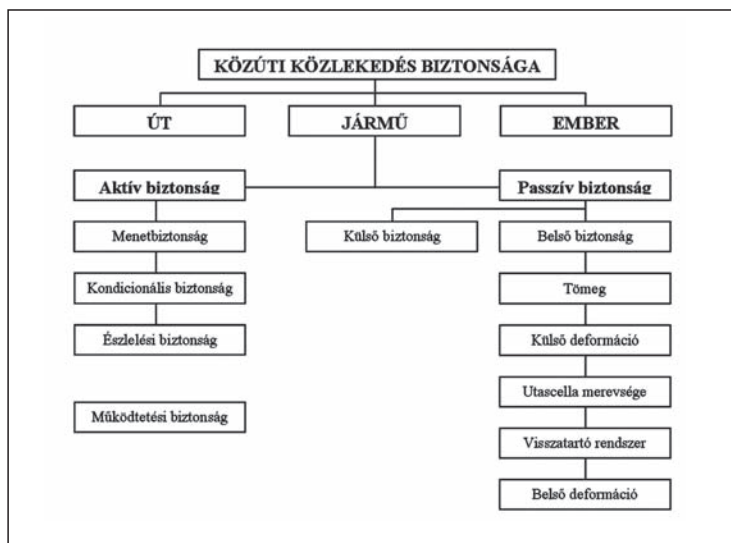 KÖZÚTI KÖZLEKEDÉS BIZTONSÁGA
ÚT
JÁRMŰ
EMBER
Aktív biztonság
Passzív biztonság
Menetbiztonság
Külső biztonság
Belső biztonság
Kondicionális biztonság
Tömeg
Észlelési biztonság
Külső deformáció
Utascella merevsége
Működtetési biztonság
Visszatartó rendszer
Belső deformáció